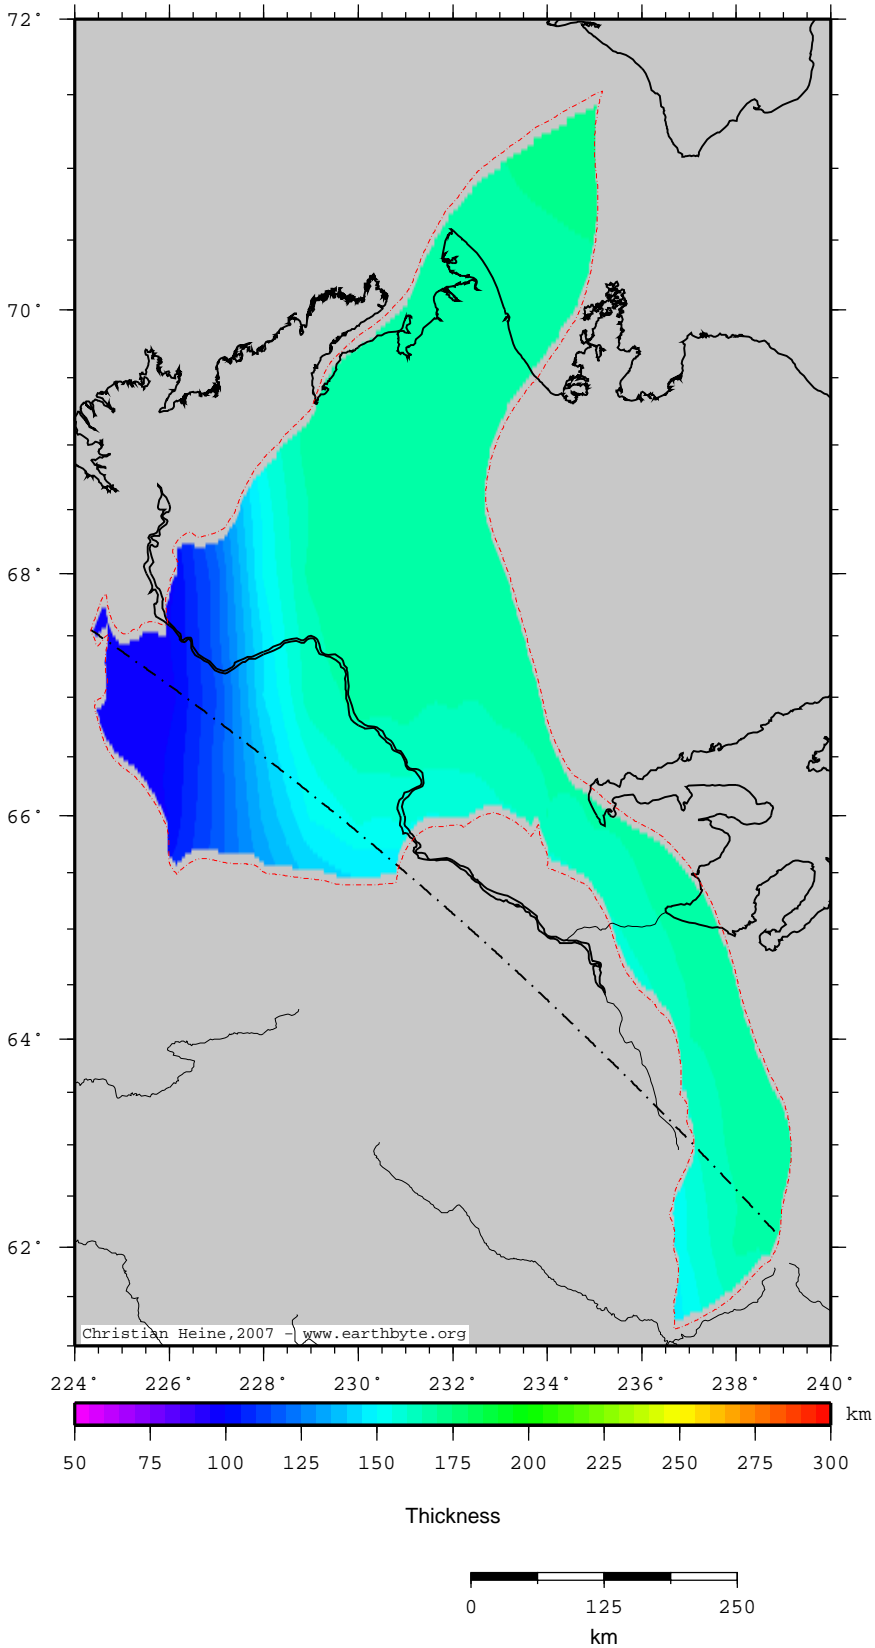 72°
70°
68°
66°
64°
62°
Christian Heine,2007 - www.earthbyte.org
224° 226° 228° 230° 232° 234° 236° 238° 240°
km
50 75 100 125 150 175 200 225 250 275 300
Thickness
0 125 250
km